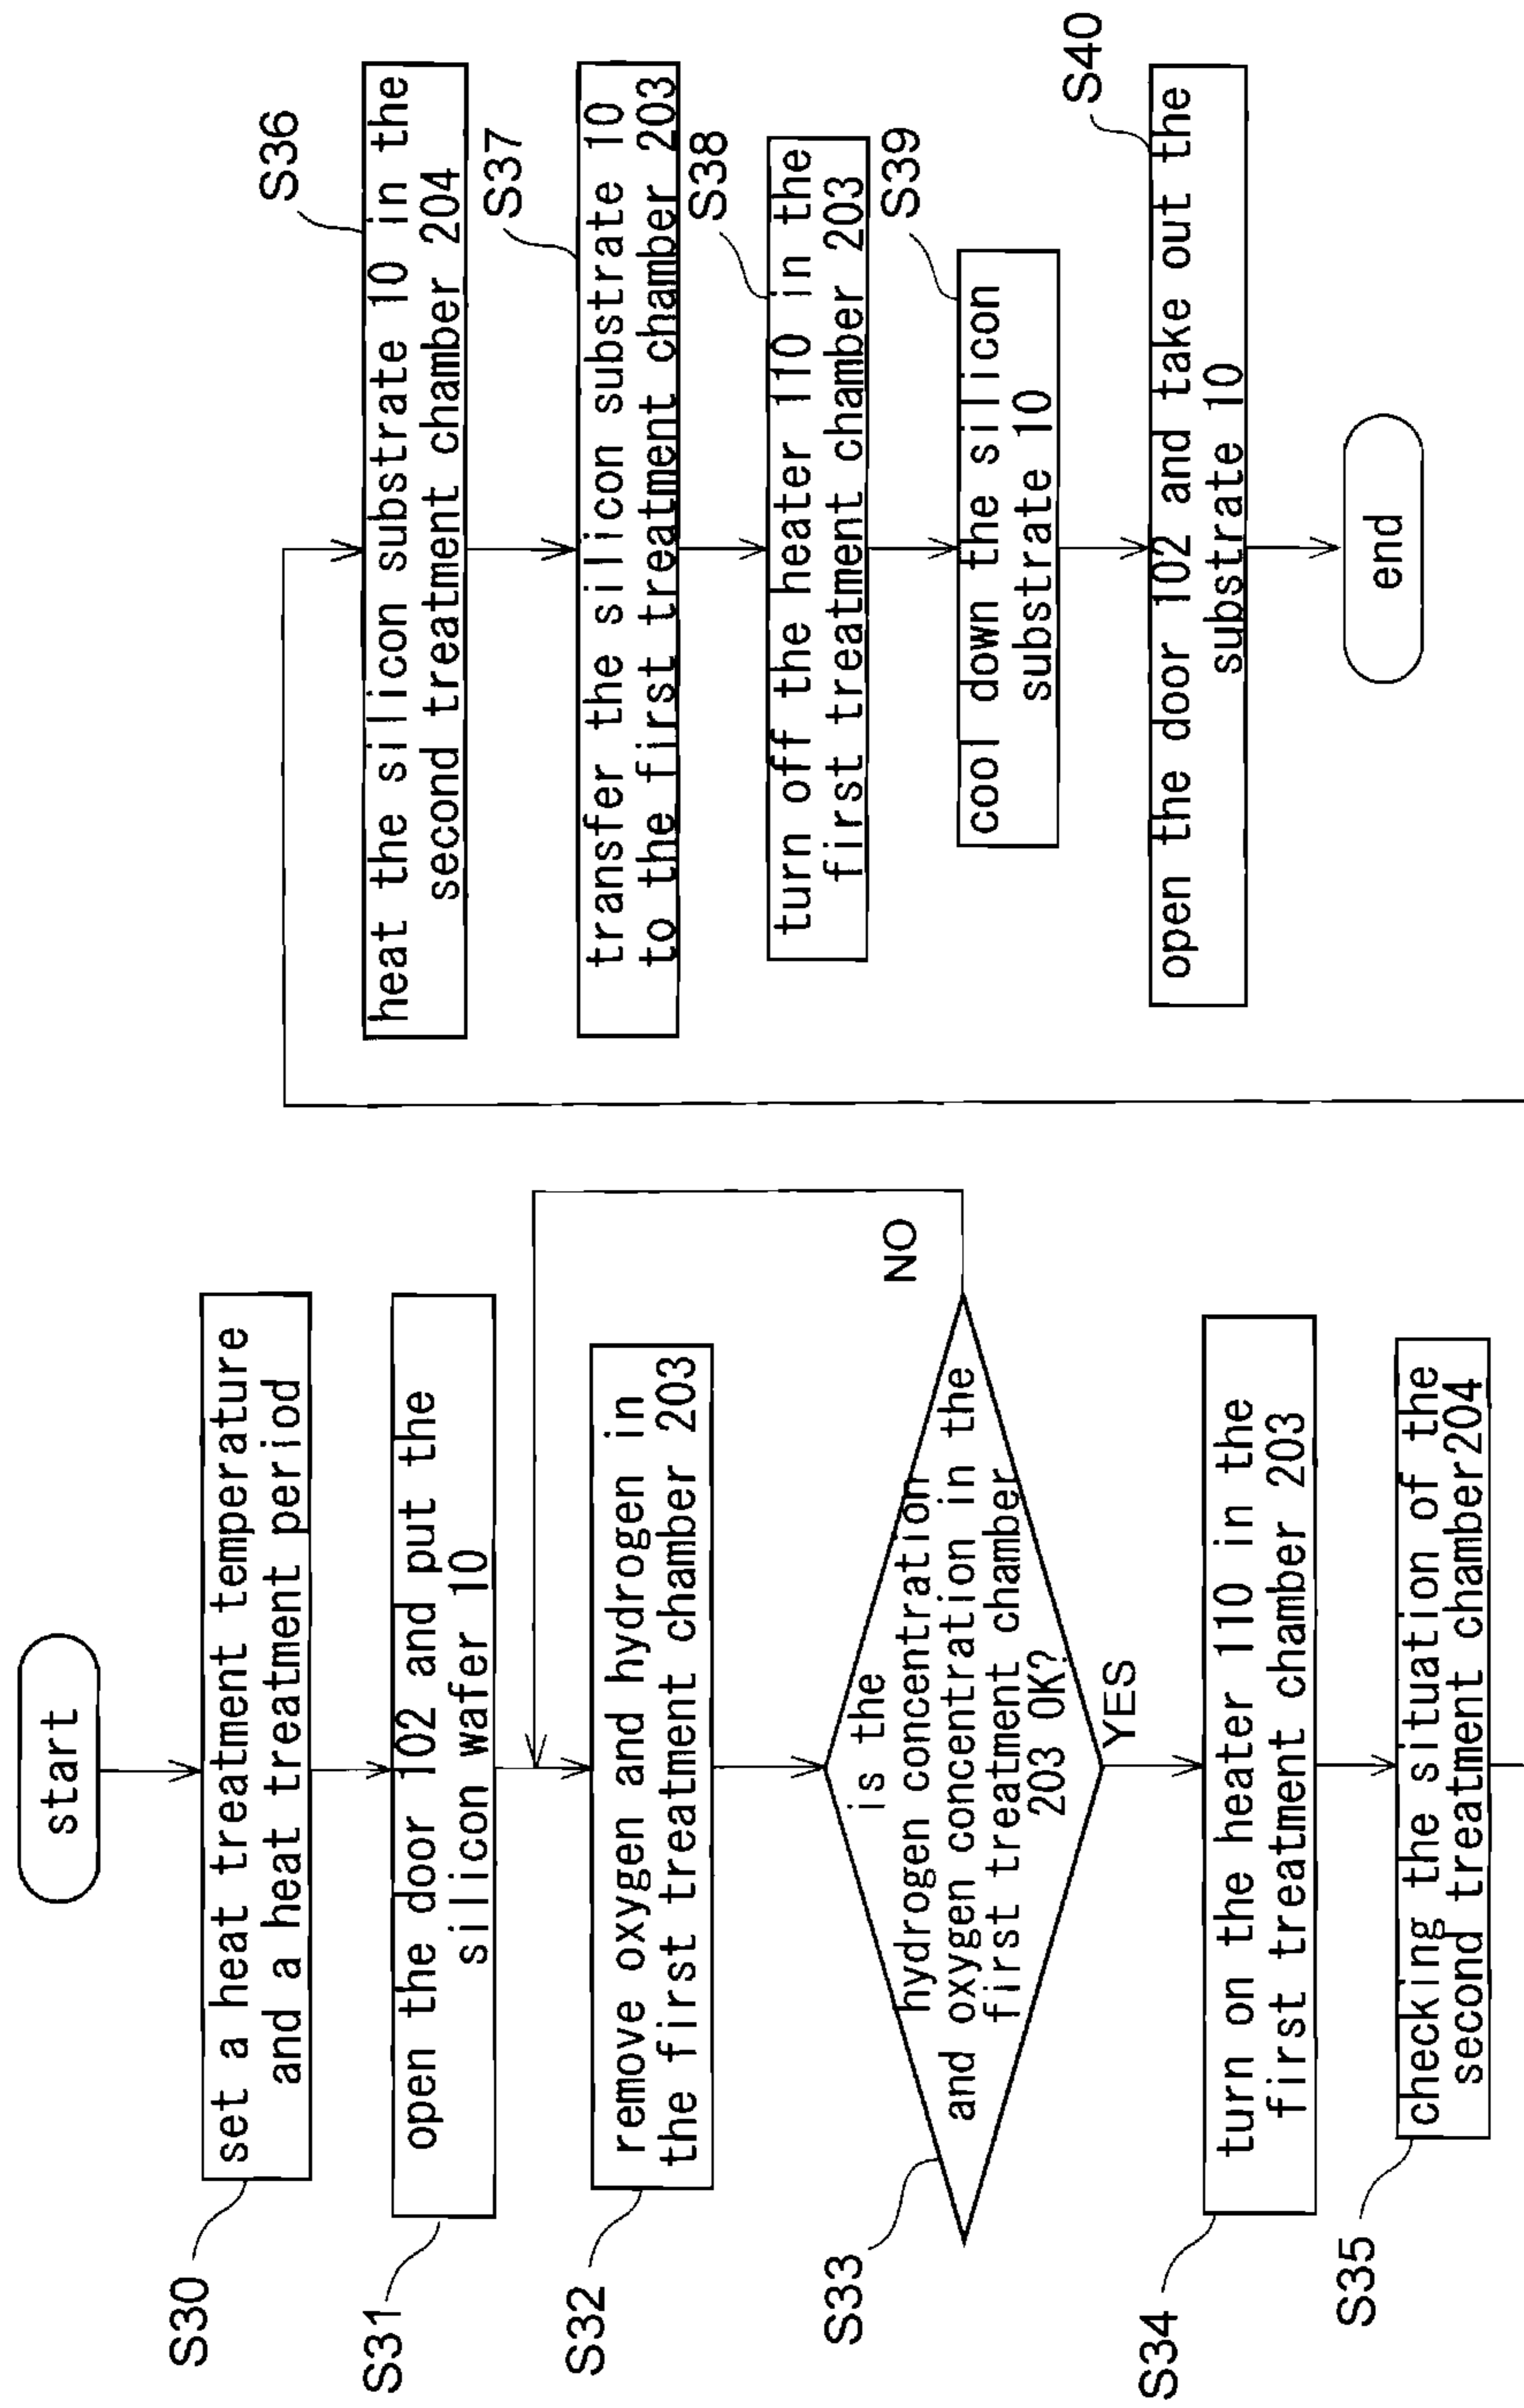 start
S30
set a heat treatment temperature
and a heat treatment period
S31
open the door 102 and put the
silicon wafer 10
S32
remove oxygen and hydrogen in
the first treatment chamber 203
S33
is the
hydrogen concentration
and oxygen concentration in the
first treatment chamber
203 OK?
NO
YES
S34
turn on the heater 110 in the
first treatment chamber 203
S35
checking the situation of the
second treatment chamber204
S36
heat the silicon substrate 10 in the
second treatment chamber 204
S37
transfer the silicon substrate 10
to the first treatment chamber 203
S38
turn off the heater 110 in the
first treatment chamber 203
S39
cool down the silicon
substrate 10
S40
open the door 102 and take out the
substrate 10
end